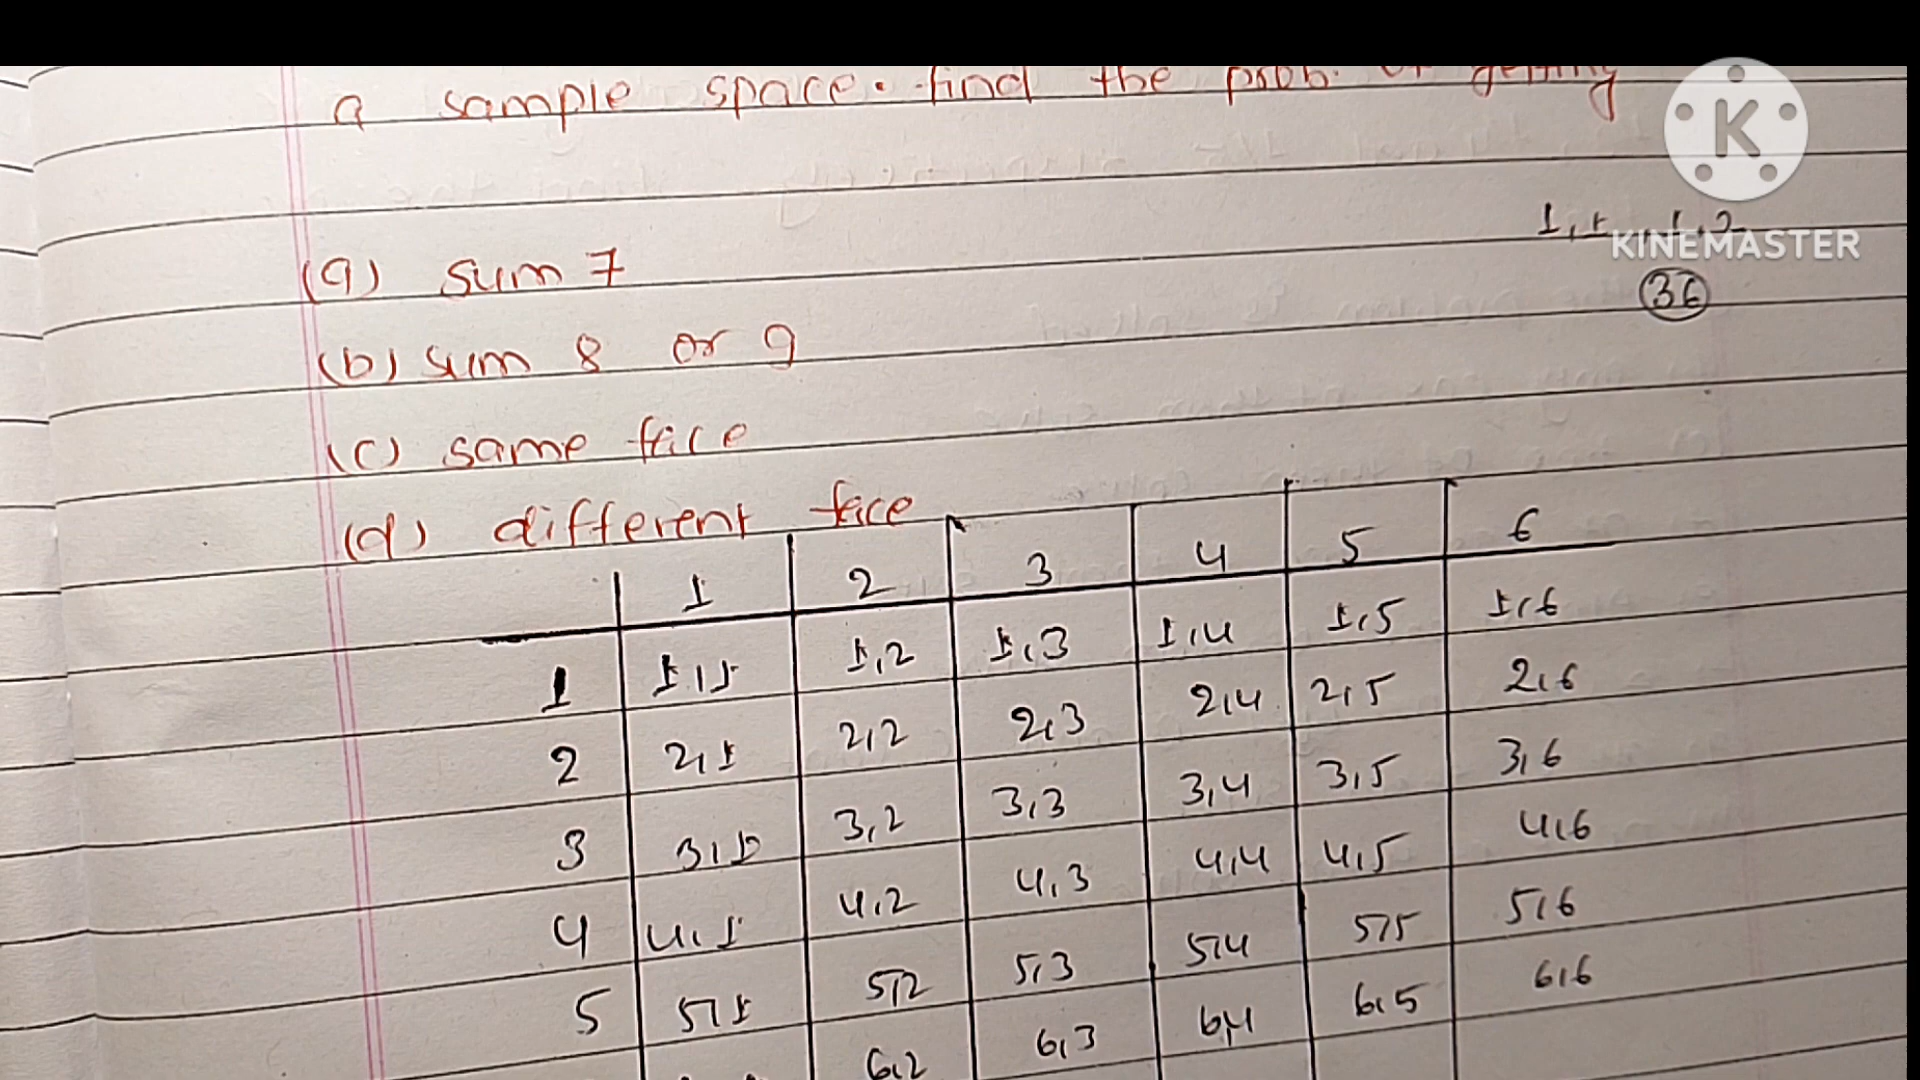 a sample space. find the prob. of getting
K
KINEMASTER
(a) sum 7
36
(b) sum 8 or 9
(c) same face
(d) different face
1 2 3 4 5 6
1 1,1 1,2 1,3 1,4 1,5 1,6
2 2,1 2,2 2,3 2,4 2,5 2,6
3 3,1 3,2 3,3 3,4 3,5 3,6
4 4,1 4,2 4,3 4,4 4,5 4,6
5 5,1 5,2 5,3 5,4 5,5 5,6
6,2 6,3 6,4 6,5 6,6